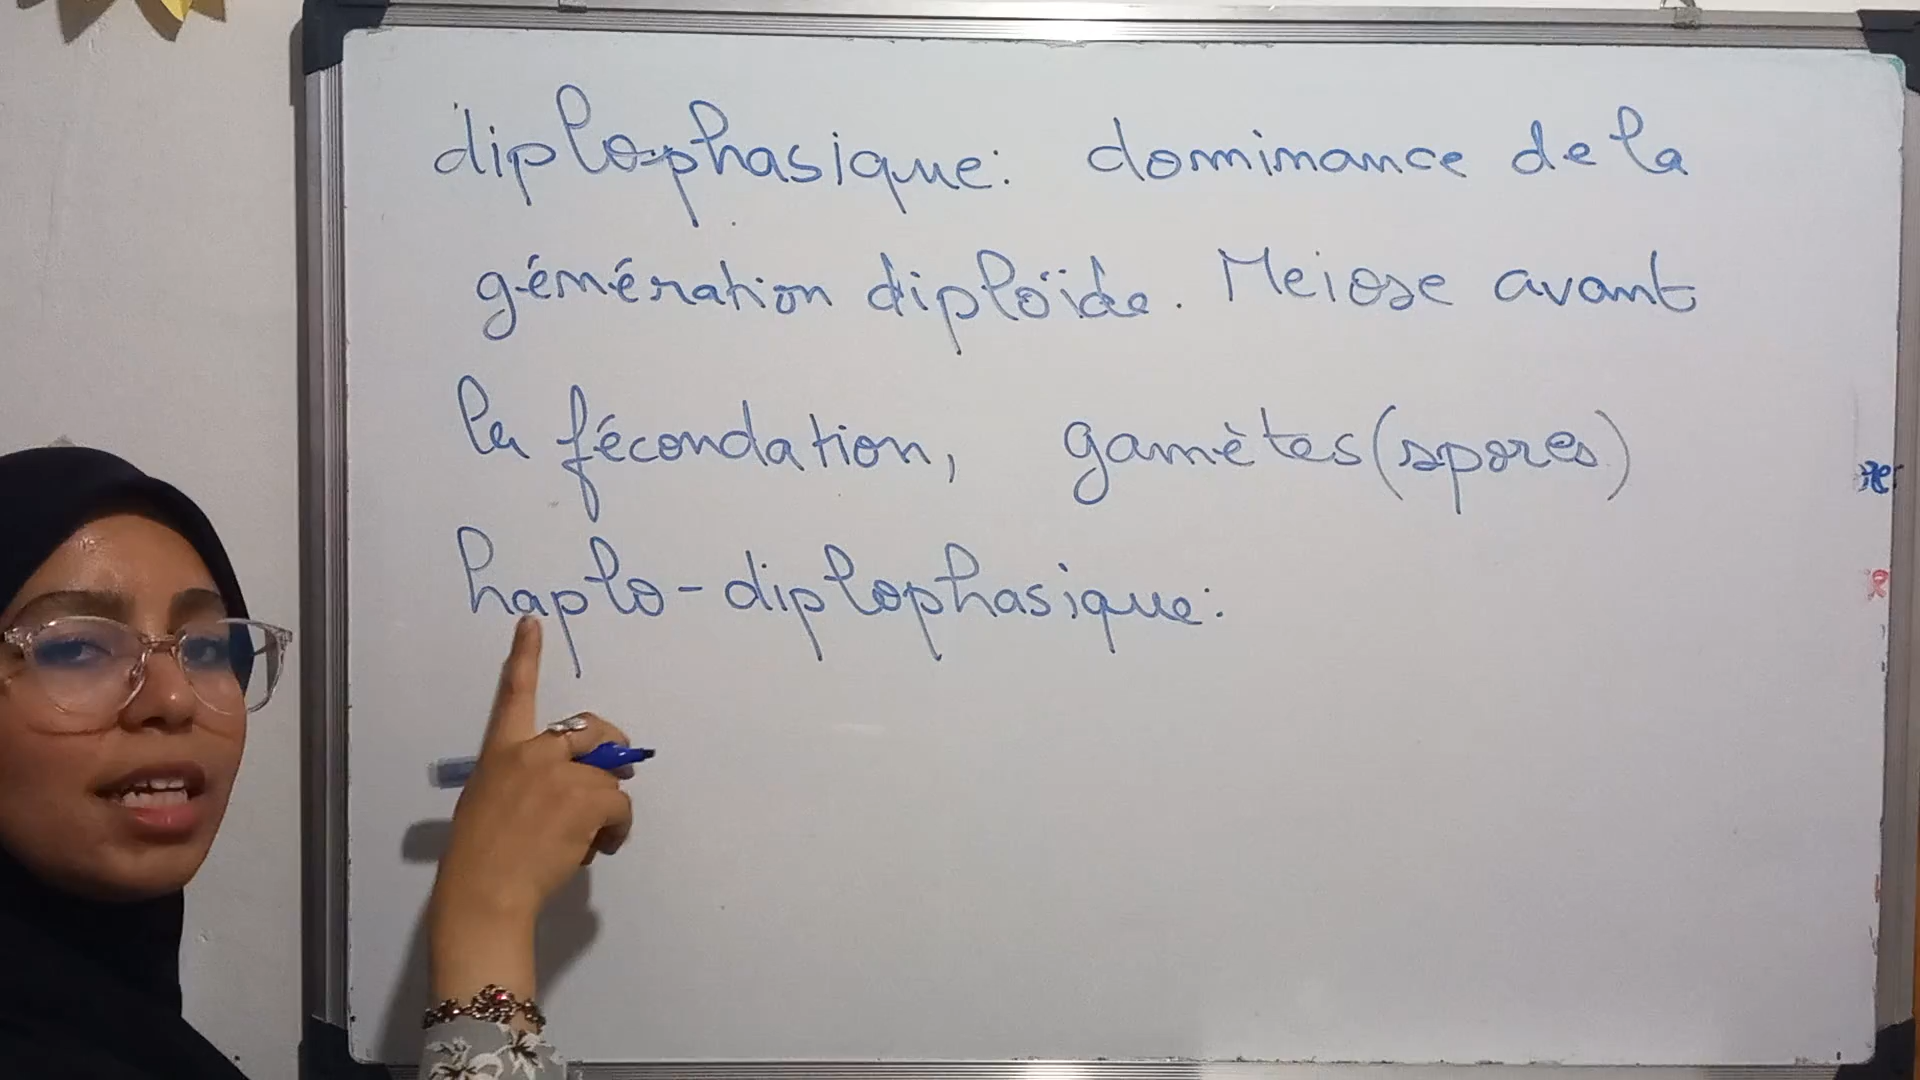 diplophasique: dominance de la
génération diploïde. Meiose avant
la fécondation, gamètes(spores)
haplo-diplophasique: